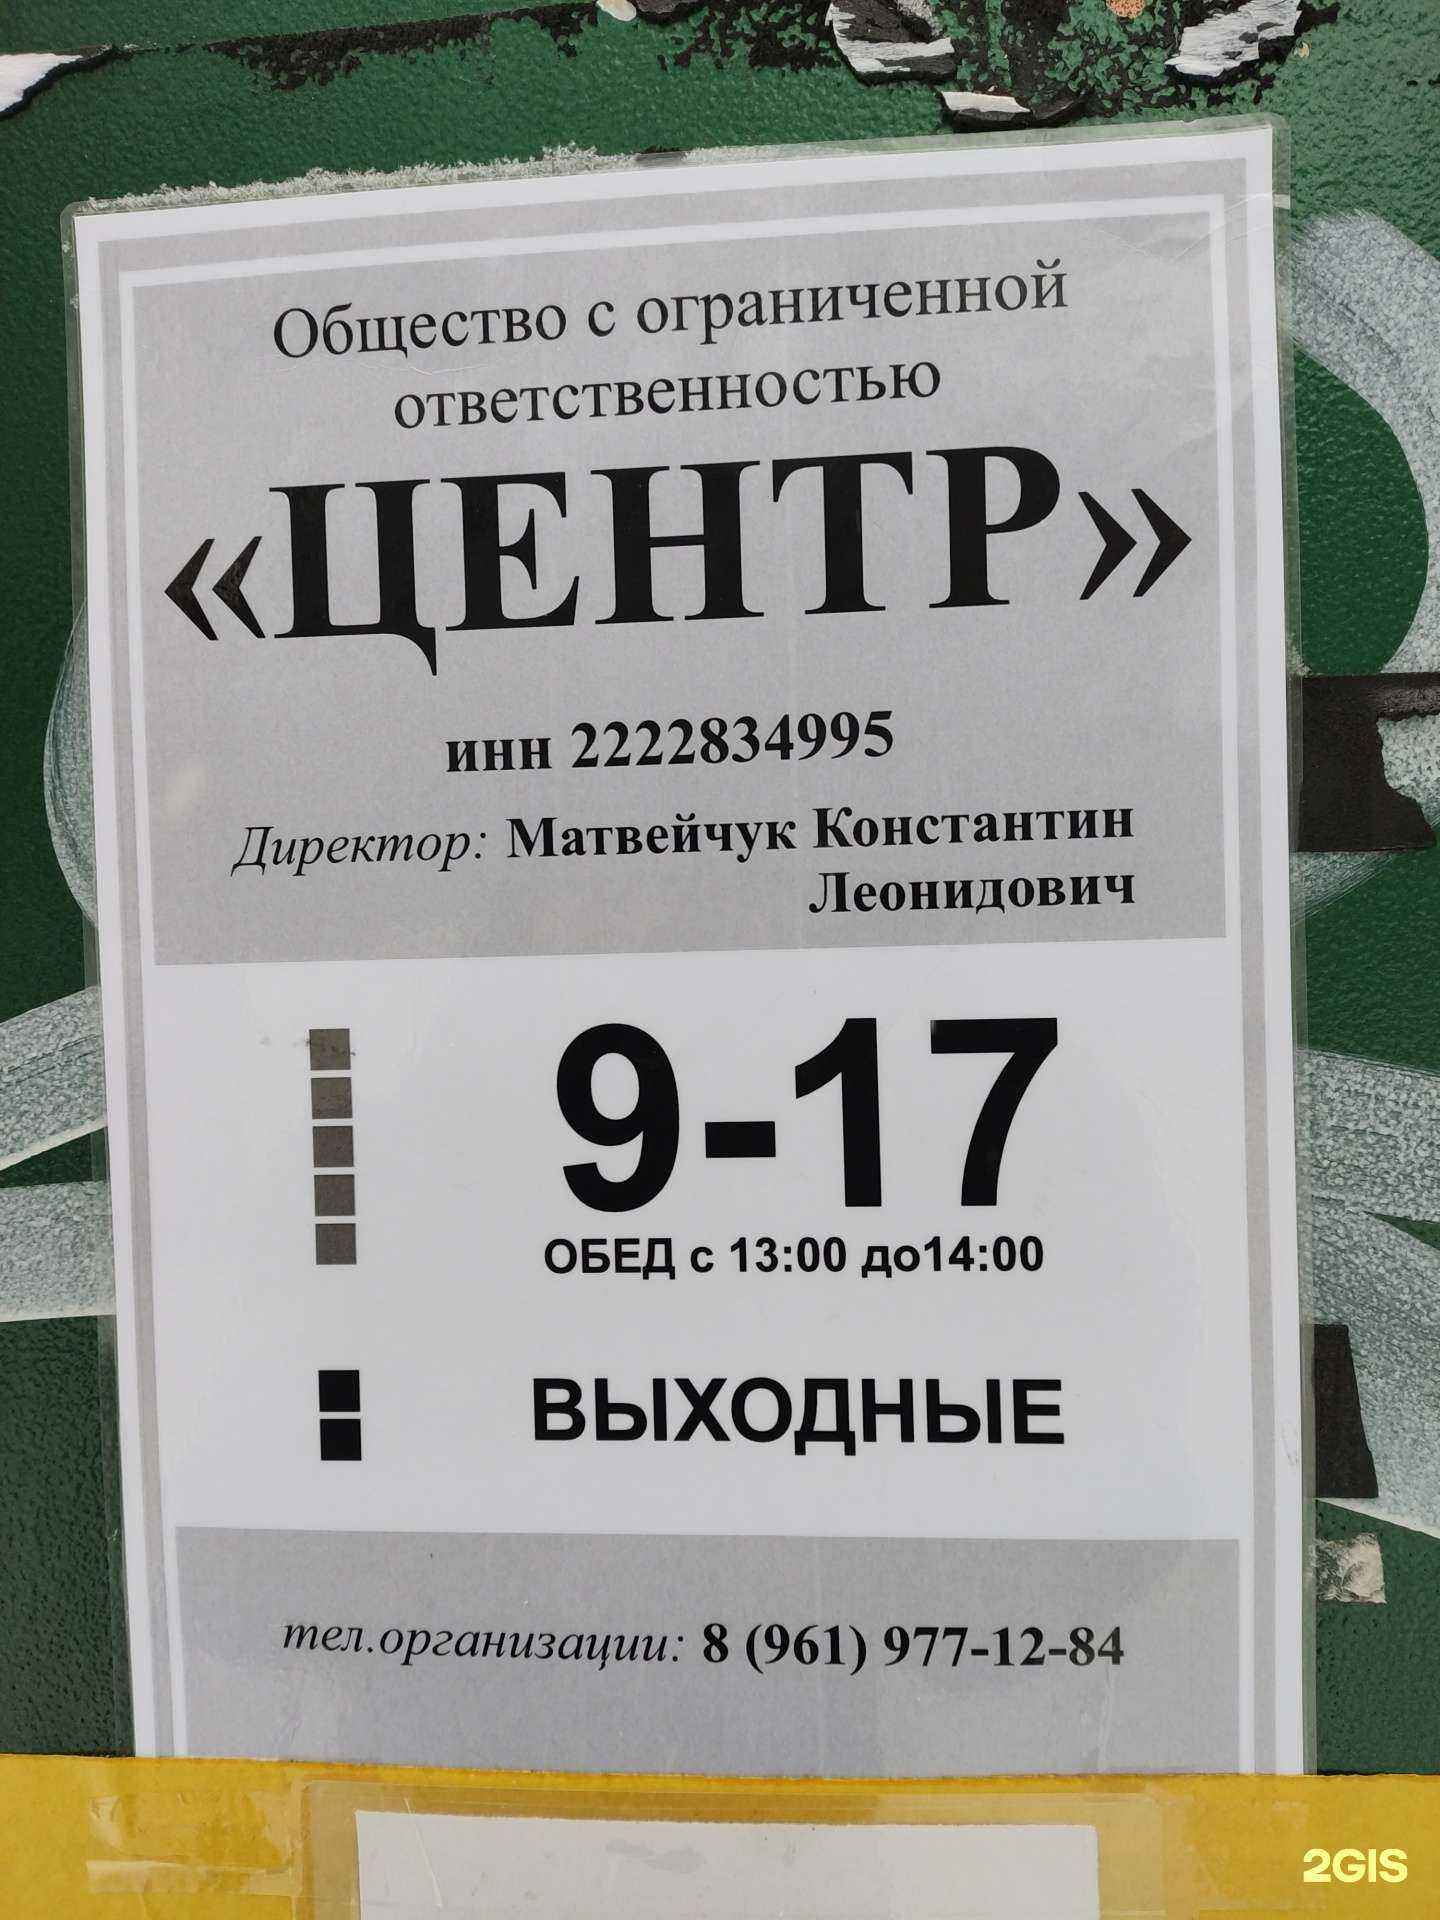 Общество с ограниченной
ответственностью
«ЦЕНТР»
инн 2222834995
Директор: Матвейчук Константин
Леонидович
9-17
ОБЕД с 13:00 до14:00
ВЫХОДНЫЕ
тел.организации: 8 (961) 977-12-84
2GIS